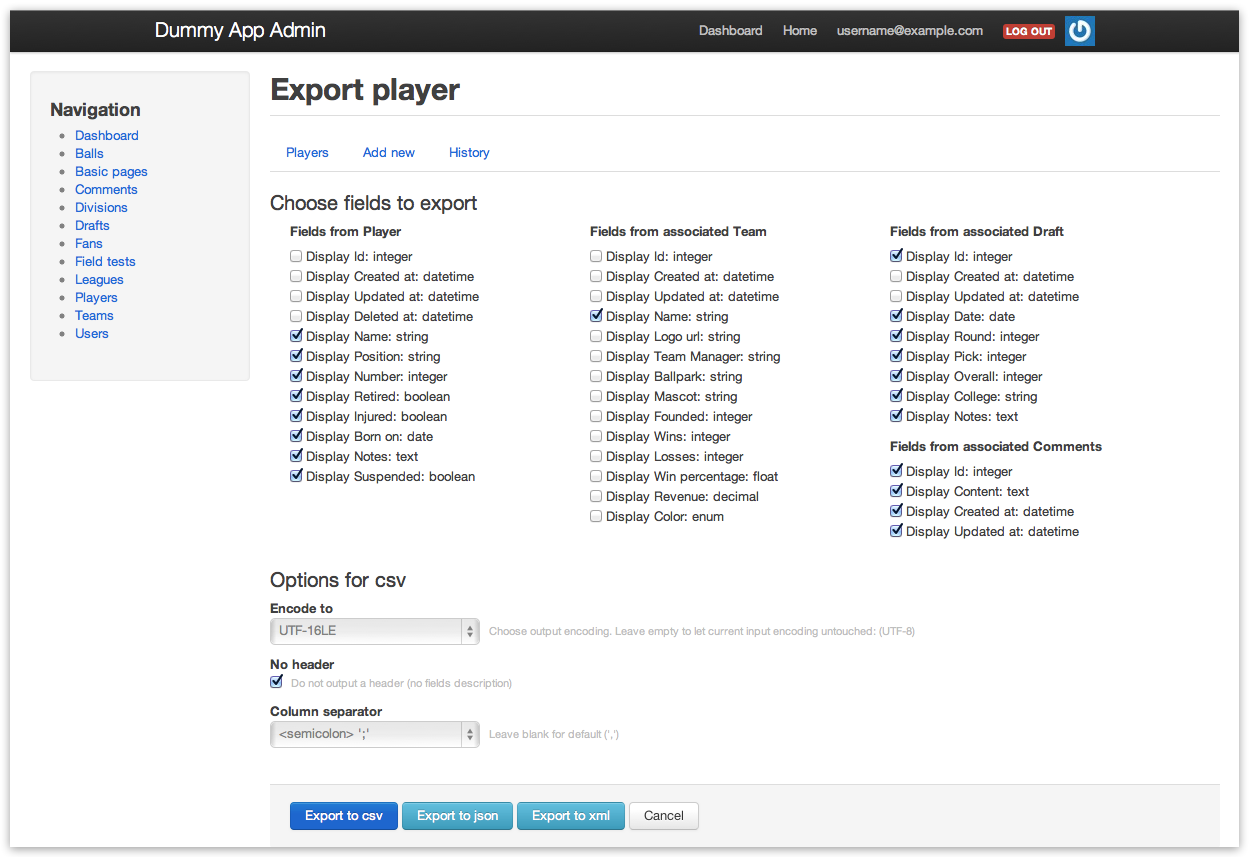 Dummy App Admin
Dashboard
Home
username@example.com
LOG OUT
Navigation
Dashboard
Balls
Basic pages
Comments
Divisions
Drafts
Fans
Field tests
Leagues
Players
Teams
Users
Export player
Players
Add new
History
Choose fields to export
Fields from Player
Display Id: integer
Display Created at: datetime
Display Updated at: datetime
Display Deleted at: datetime
Display Name: string
Display Position: string
Display Number: integer
Display Retired: boolean
Display Injured: boolean
Display Born on: date
Display Notes: text
Display Suspended: boolean
Fields from associated Team
Display Id: integer
Display Created at: datetime
Display Updated at: datetime
Display Name: string
Display Logo url: string
Display Team Manager: string
Display Ballpark: string
Display Mascot: string
Display Founded: integer
Display Wins: integer
Display Losses: integer
Display Win percentage: float
Display Revenue: decimal
Display Color: enum
Fields from associated Draft
Display Id: integer
Display Created at: datetime
Display Updated at: datetime
Display Date: date
Display Round: integer
Display Pick: integer
Display Overall: integer
Display College: string
Display Notes: text
Fields from associated Comments
Display Id: integer
Display Content: text
Display Created at: datetime
Display Updated at: datetime
Options for csv
Encode to
UTF-16LE
Choose output encoding. Leave empty to let current input encoding untouched: (UTF-8)
No header
Do not output a header (no fields description)
Column separator
<semicolon> ';'
Leave blank for default (',')
Export to csv
Export to json
Export to xml
Cancel